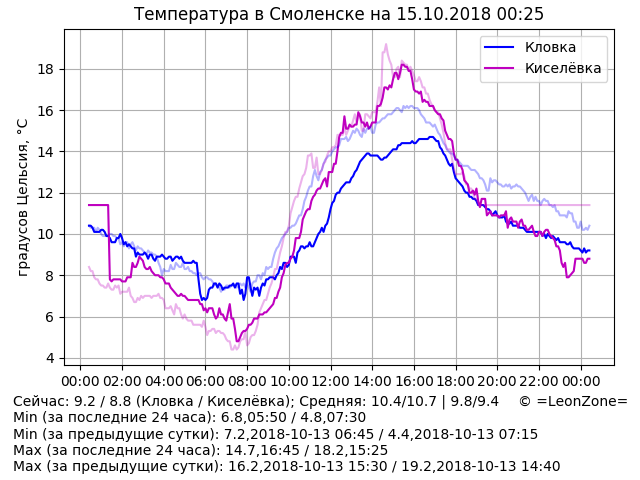 Температура в Смоленске на 15.10.2018 00:25
Кловка
Киселёвка
градусов Цельсия, °C
18
16
14
12
10
8
6
4
00:00 02:00 04:00 06:00 08:00 10:00 12:00 14:00 16:00 18:00 20:00 22:00 00:00
Сейчас: 9.2 / 8.8 (Кловка / Киселёвка); Средняя: 10.4/10.7 | 9.8/9.4 © =LeonZone=
Min (за последние 24 часа): 6.8,05:50 / 4.8,07:30
Min (за предыдущие сутки): 7.2,2018-10-13 06:45 / 4.4,2018-10-13 07:15
Max (за последние 24 часа): 14.7,16:45 / 18.2,15:25
Max (за предыдущие сутки): 16.2,2018-10-13 15:30 / 19.2,2018-10-13 14:40